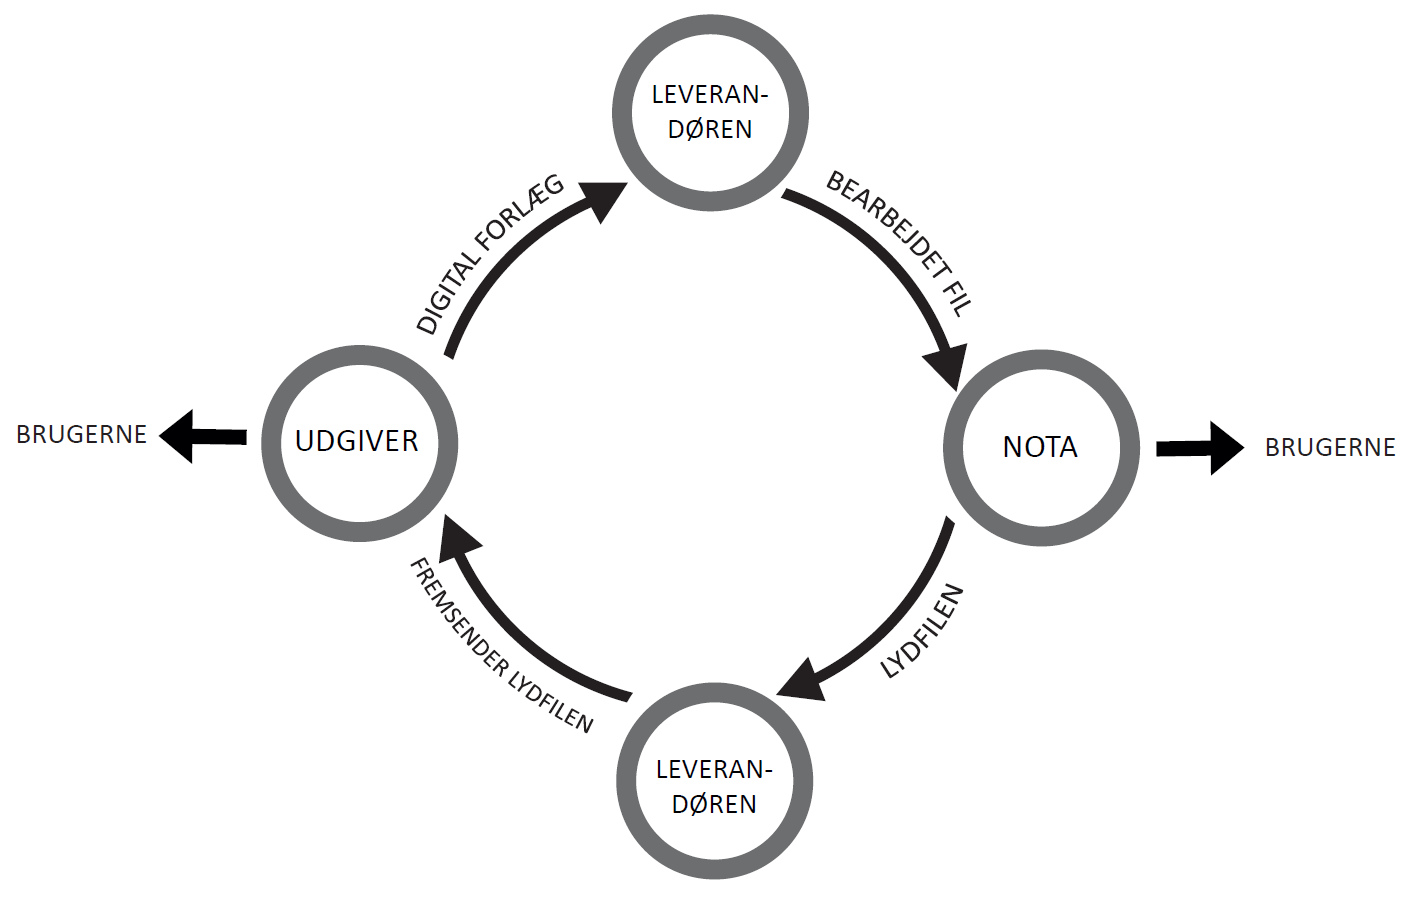 LEVERAN-
DØREN
DIGITAL FORLÆG
BEARBEJDET FIL
BRUGERNE
UDGIVER
NOTA
BRUGERNE
FREMSENDER LYDFILEN
LYDFILEN
LEVERAN-
DØREN